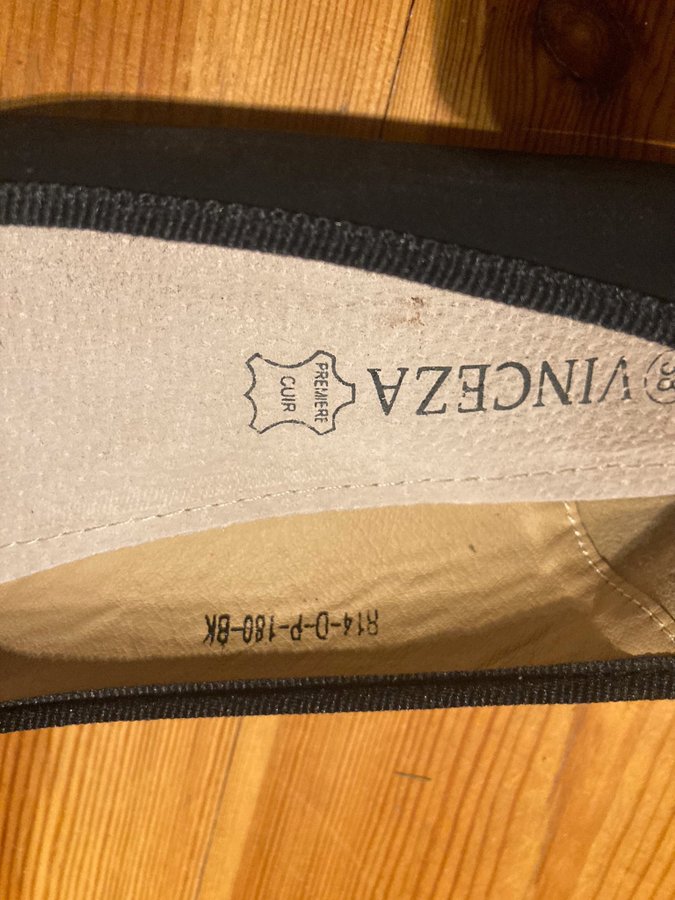 38 VINCEZA
PREMIERE
CUIR
R14-D-P-180-BK